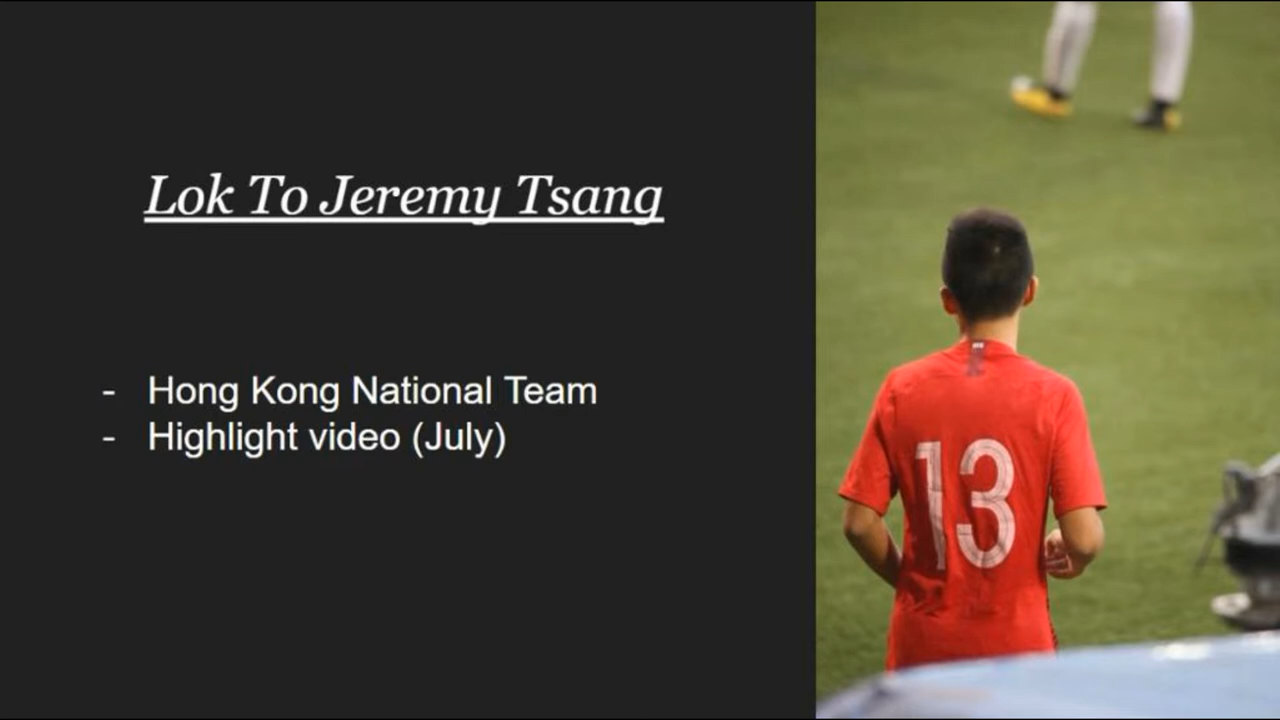 Lok To Jeremy Tsang
- Hong Kong National Team
- Highlight video (July)
13